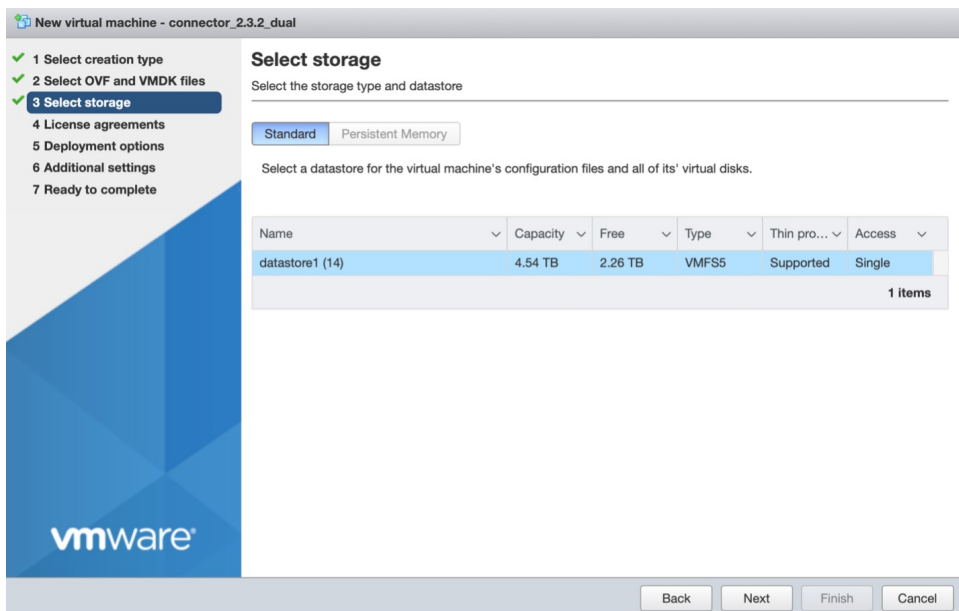 New virtual machine - connector_2.3.2_dual
1 Select creation type
2 Select OVF and VMDK files
3 Select storage
4 License agreements
5 Deployment options
6 Additional settings
7 Ready to complete
vmware®
Select storage
Select the storage type and datastore
Standard Persistent Memory
Select a datastore for the virtual machine's configuration files and all of its' virtual disks.
Name Capacity Free Type Thin pro... Access
datastore1 (14) 4.54 TB 2.26 TB VMFS5 Supported Single
1 items
Back Next Finish Cancel